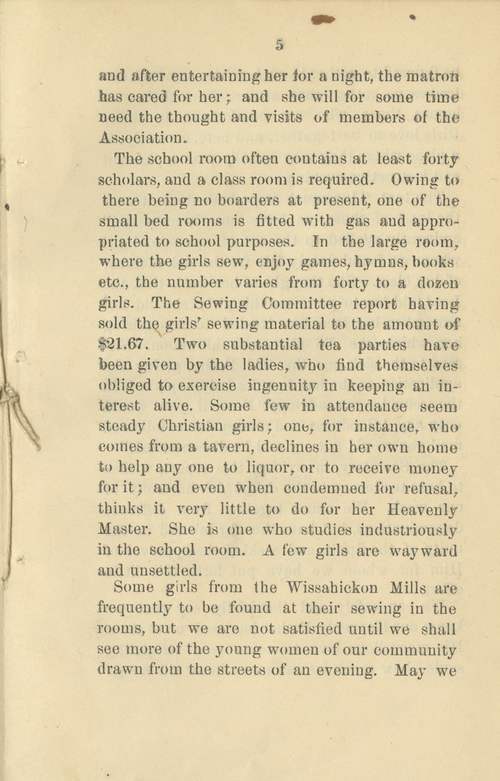 5
and after entertaining her for a night, the matron
has cared for her; and she will for some time
need the thought and visits of members of the
Association.
The school room often contains at least forty
scholars, and a class room is required. Owing to
there being no boarders at present, one of the
small bed rooms is fitted with gas and appro-
priated to school purposes. In the large room,
where the girls sew, enjoy games, hymns, books
etc., the number varies from forty to a dozen
girls. The Sewing Committee report having
sold the girls' sewing material to the amount of
$21.67. Two substantial tea parties have
been given by the ladies, who find themselves
obliged to exercise ingenuity in keeping an in-
terest alive. Some few in attendance seem
steady Christian girls; one, for instance, who
comes from a tavern, declines in her own home
to help any one to liquor, or to receive money
for it; and even when condemned for refusal,
thinks it very little to do for her Heavenly
Master. She is one who studies industriously
in the school room. A few girls are wayward
and unsettled.
Some girls from the Wissahickon Mills are
frequently to be found at their sewing in the
rooms, but we are not satisfied until we shall
see more of the young women of our community
drawn from the streets of an evening. May we